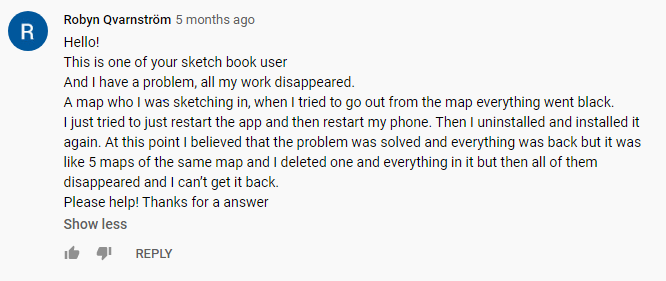 R
Robyn Qvarnström 5 months ago
Hello!
This is one of your sketch book user
And I have a problem, all my work disappeared.
A map who I was sketching in, when I tried to go out from the map everything went black.
I just tried to just restart the app and then restart my phone. Then I uninstalled and installed it
again. At this point I believed that the problem was solved and everything was back but it was
like 5 maps of the same map and I deleted one and everything in it but then all of them
disappeared and I can’t get it back.
Please help! Thanks for a answer
Show less
REPLY